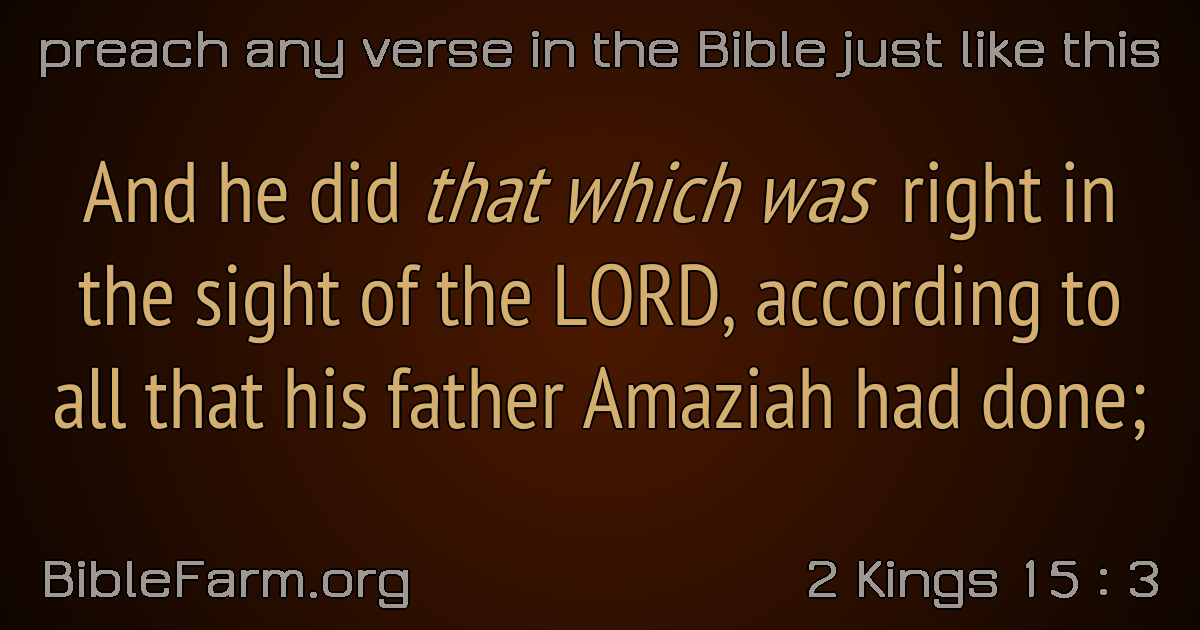 preach any verse in the Bible just like this
And he did that which was right in
the sight of the LORD, according to
all that his father Amaziah had done;
BibleFarm.org
2 Kings 15 : 3